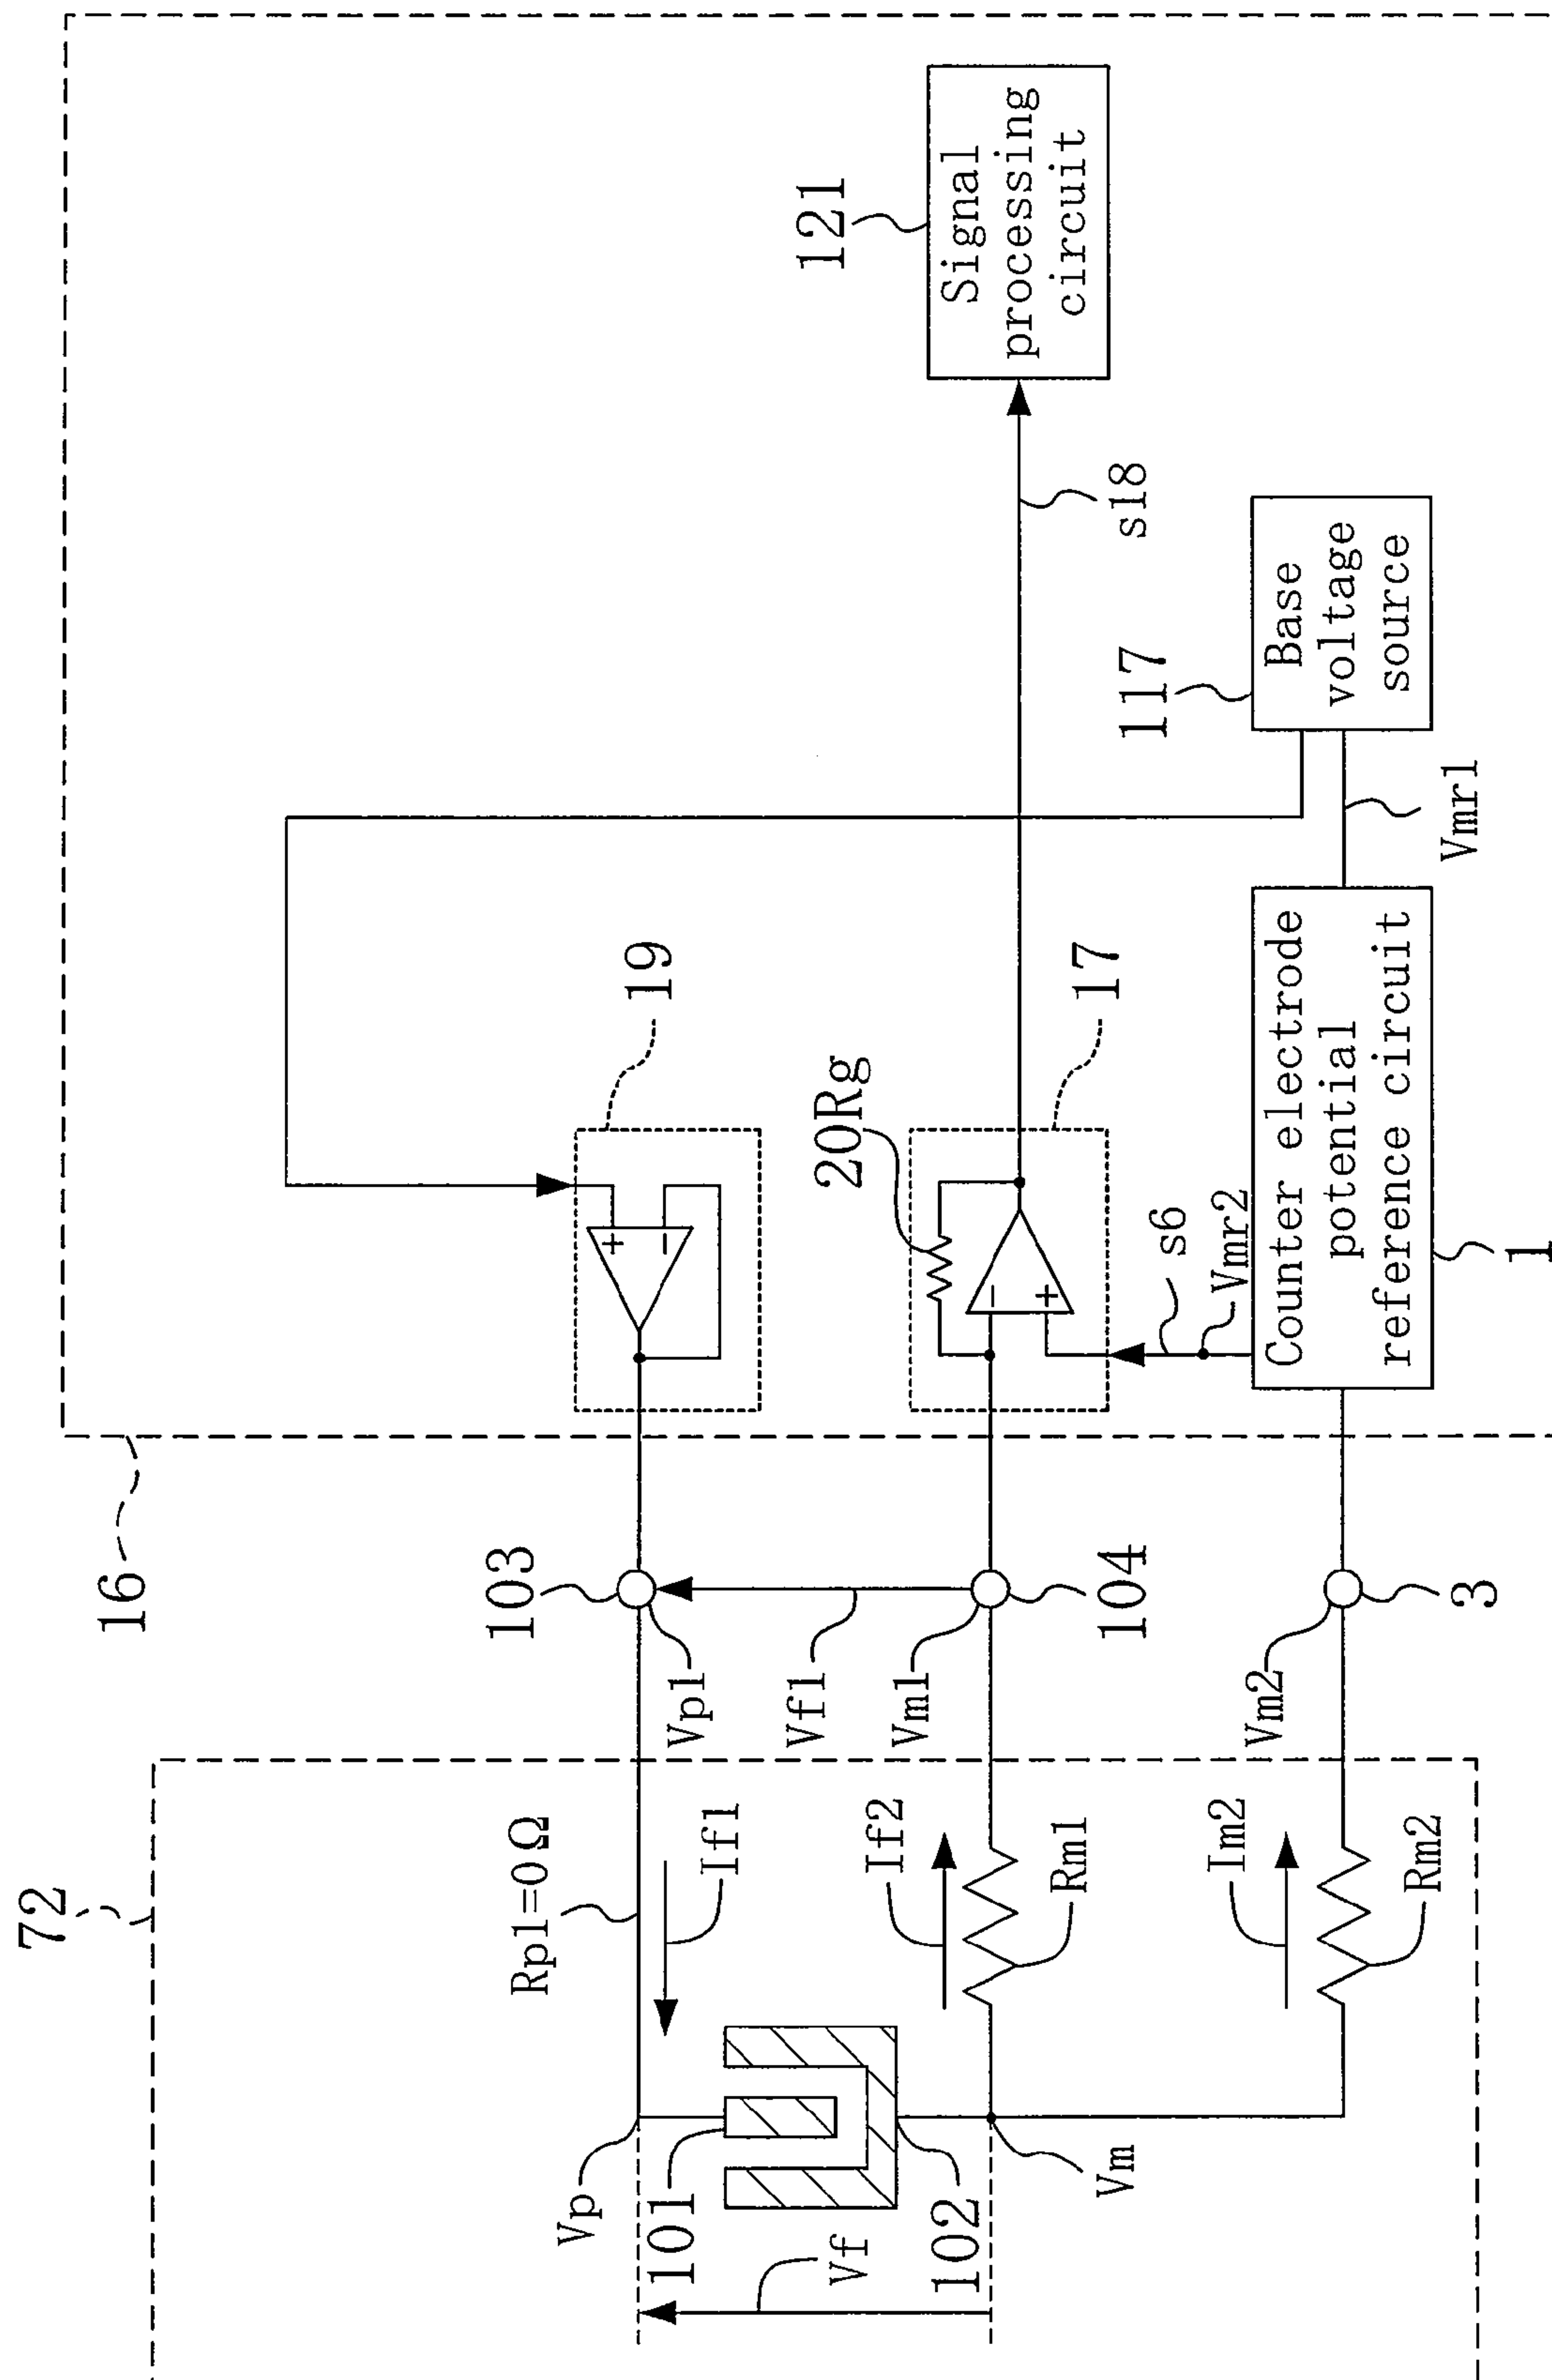 72
16
Rp1=0Ω
If1
Vp
101
Vf
102
Vm
If2
Rm1
Im2
Rm2
103
Vp1
Vf1
Vm1
104
Vm2
3
19
20Rg
17
s6
Vmr2
Counter electrode
potential
reference circuit
1
Vmr1
117
Base
voltage
source
s18
121
Signal
processing
circuit
+
−
−
+